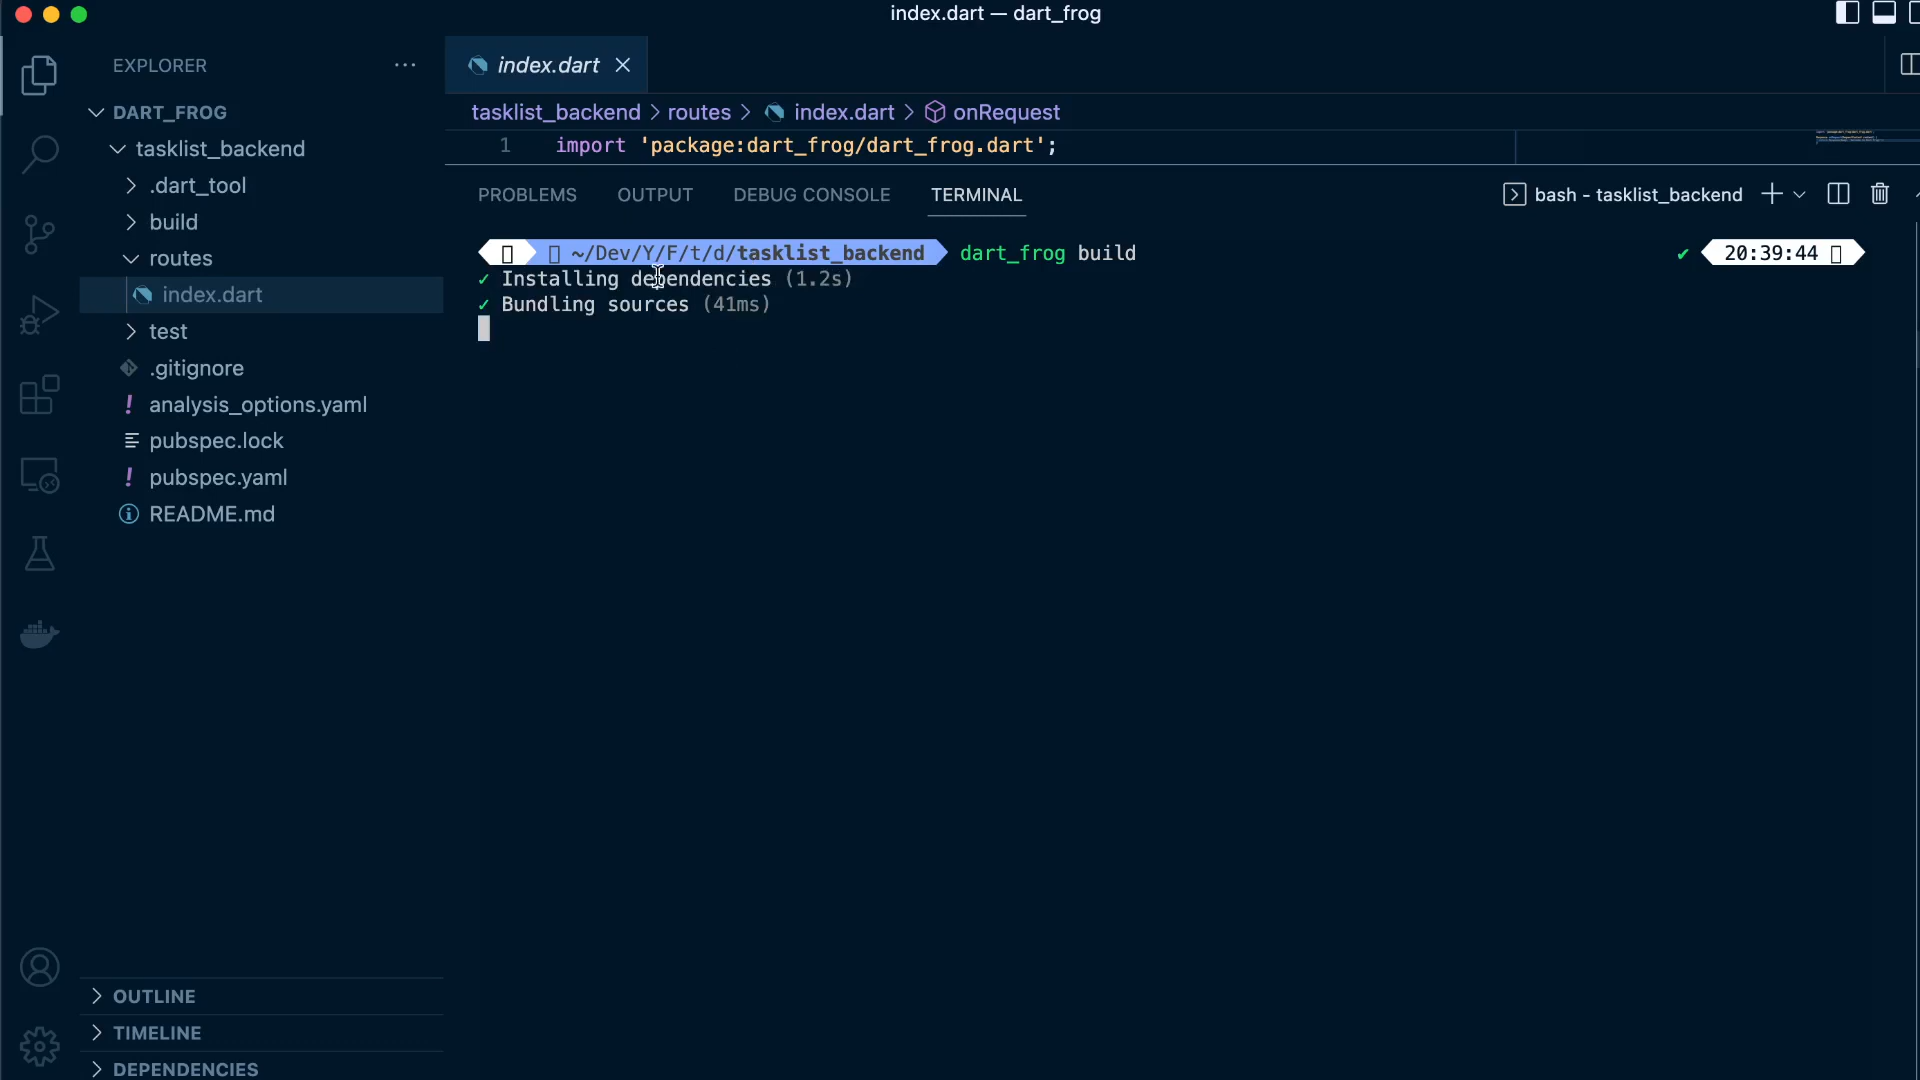 index.dart — dart_frog
EXPLORER
DART_FROG
tasklist_backend
.dart_tool
build
routes
index.dart
test
.gitignore
analysis_options.yaml
pubspec.lock
pubspec.yaml
README.md
OUTLINE
TIMELINE
DEPENDENCIES
index.dart
tasklist_backend > routes > index.dart > onRequest
1 import 'package:dart_frog/dart_frog.dart';
PROBLEMS OUTPUT DEBUG CONSOLE TERMINAL
bash - tasklist_backend
~/Dev/Y/F/t/d/tasklist_backend dart_frog build ✔ 20:39:44
✓ Installing dependencies (1.2s)
✓ Bundling sources (41ms)